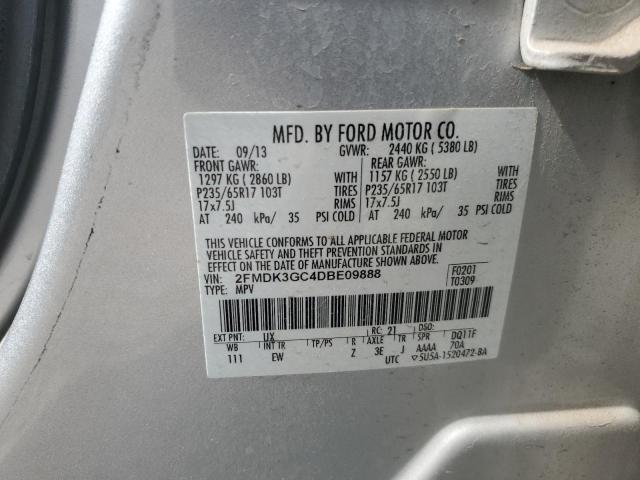 MFD. BY FORD MOTOR CO.
DATE: 09/13 GVWR: 2440 KG ( 5380 LB)
FRONT GAWR: REAR GAWR:
1297 KG ( 2860 LB) WITH 1157 KG ( 2550 LB) WITH
P235/65R17 103T TIRES P235/65R17 103T TIRES
17x7.5J RIMS 17x7.5J RIMS
AT 240 kPa/ 35 PSI COLD AT 240 kPa/ 35 PSI COLD
THIS VEHICLE CONFORMS TO ALL APPLICABLE FEDERAL MOTOR
VEHICLE SAFETY AND THEFT PREVENTION STANDARDS IN
EFFECT ON THE DATE OF MANUFACTURE SHOWN ABOVE.
VIN: 2FMDK3GC4DBE09888 F0201
TYPE: MPV T0309
EXT PNT: UX RC: 21 DSO:
WB INT TR TP/PS R AXLE TR SPR DQ11F
111 EW Z 3E J AAAA 70A
UTC ▽5U5A-1520472-BA